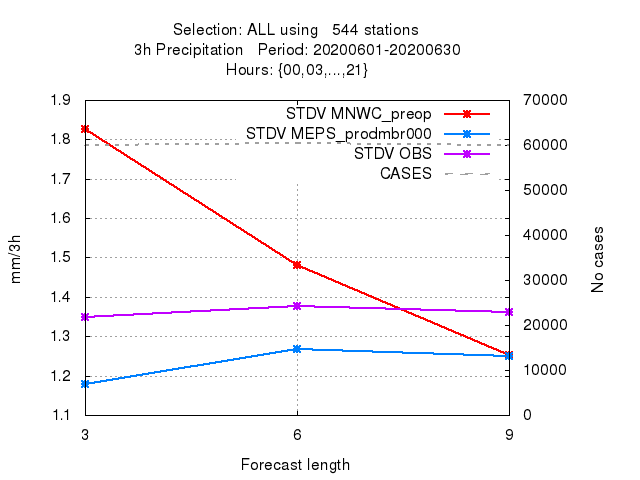 Selection: ALL using   544 stations
3h Precipitation   Period: 20200601-20200630
Hours: {00,03,...,21}
STDV MNWC_preop
STDV MEPS_prodmbr000
STDV OBS
CASES
1.9
1.8
1.7
1.6
1.5
1.4
1.3
1.2
1.1
mm/3h
70000
60000
50000
40000
30000
20000
10000
0
No cases
3 6 9
Forecast length